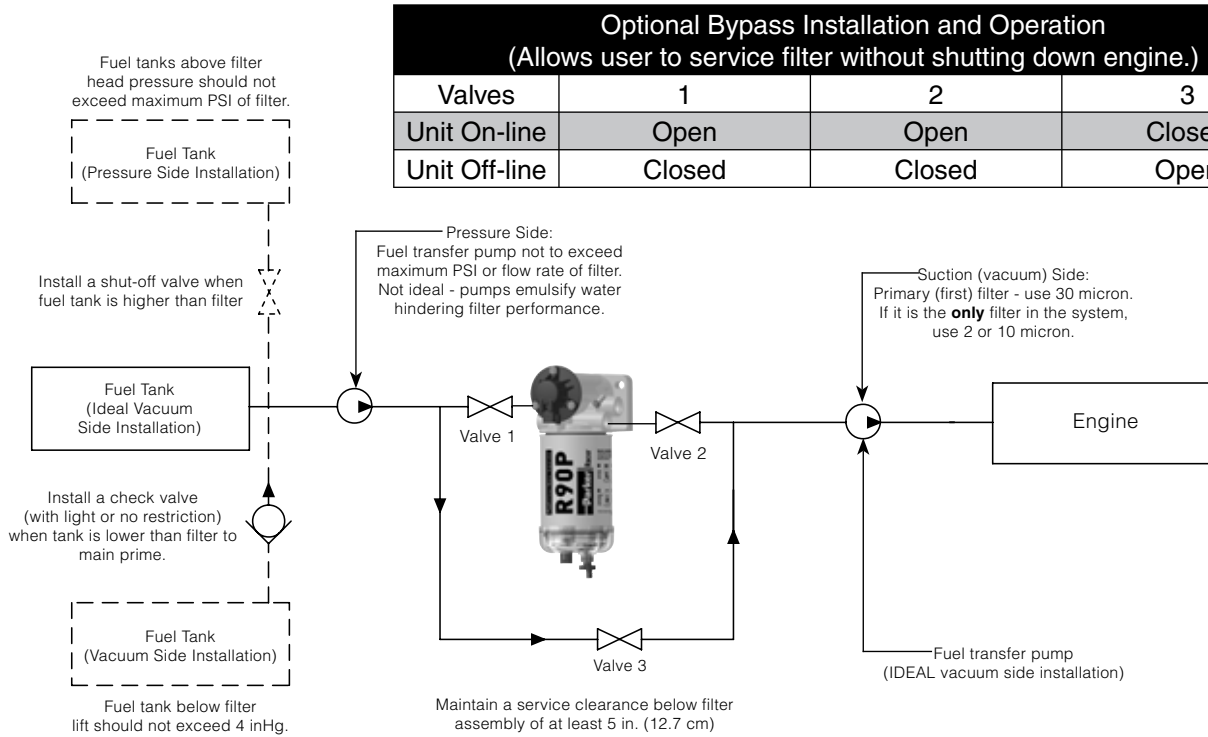 Optional Bypass Installation and Operation
(Allows user to service filter without shutting down engine.)
Valves 1 2 3
Unit On-line Open Open Close
Unit Off-line Closed Closed Open
Fuel tanks above filter
head pressure should not
exceed maximum PSI of filter.
Fuel Tank
(Pressure Side Installation)
Install a shut-off valve when
fuel tank is higher than filter
Pressure Side:
Fuel transfer pump not to exceed
maximum PSI or flow rate of filter.
Not ideal - pumps emulsify water
hindering filter performance.
Suction (vacuum) Side:
Primary (first) filter - use 30 micron.
If it is the only filter in the system,
use 2 or 10 micron.
Fuel Tank
(Ideal Vacuum
Side Installation)
Valve 1
Valve 2
Engine
R90P
Parker
Install a check valve
(with light or no restriction)
when tank is lower than filter to
main prime.
Fuel Tank
(Vacuum Side Installation)
Valve 3
Fuel transfer pump
(IDEAL vacuum side installation)
Fuel tank below filter
lift should not exceed 4 inHg.
Maintain a service clearance below filter
assembly of at least 5 in. (12.7 cm)